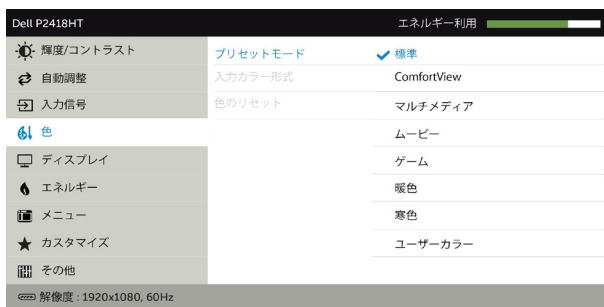 Dell P2418HT
エネルギー利用
輝度/コントラスト
自動調整
入力信号
色
ディスプレイ
エネルギー
メニュー
カスタマイズ
その他
プリセットモード
入力カラー形式
色のリセット
標準
ComfortView
マルチメディア
ムービー
ゲーム
暖色
寒色
ユーザーカラー
解像度 : 1920x1080, 60Hz